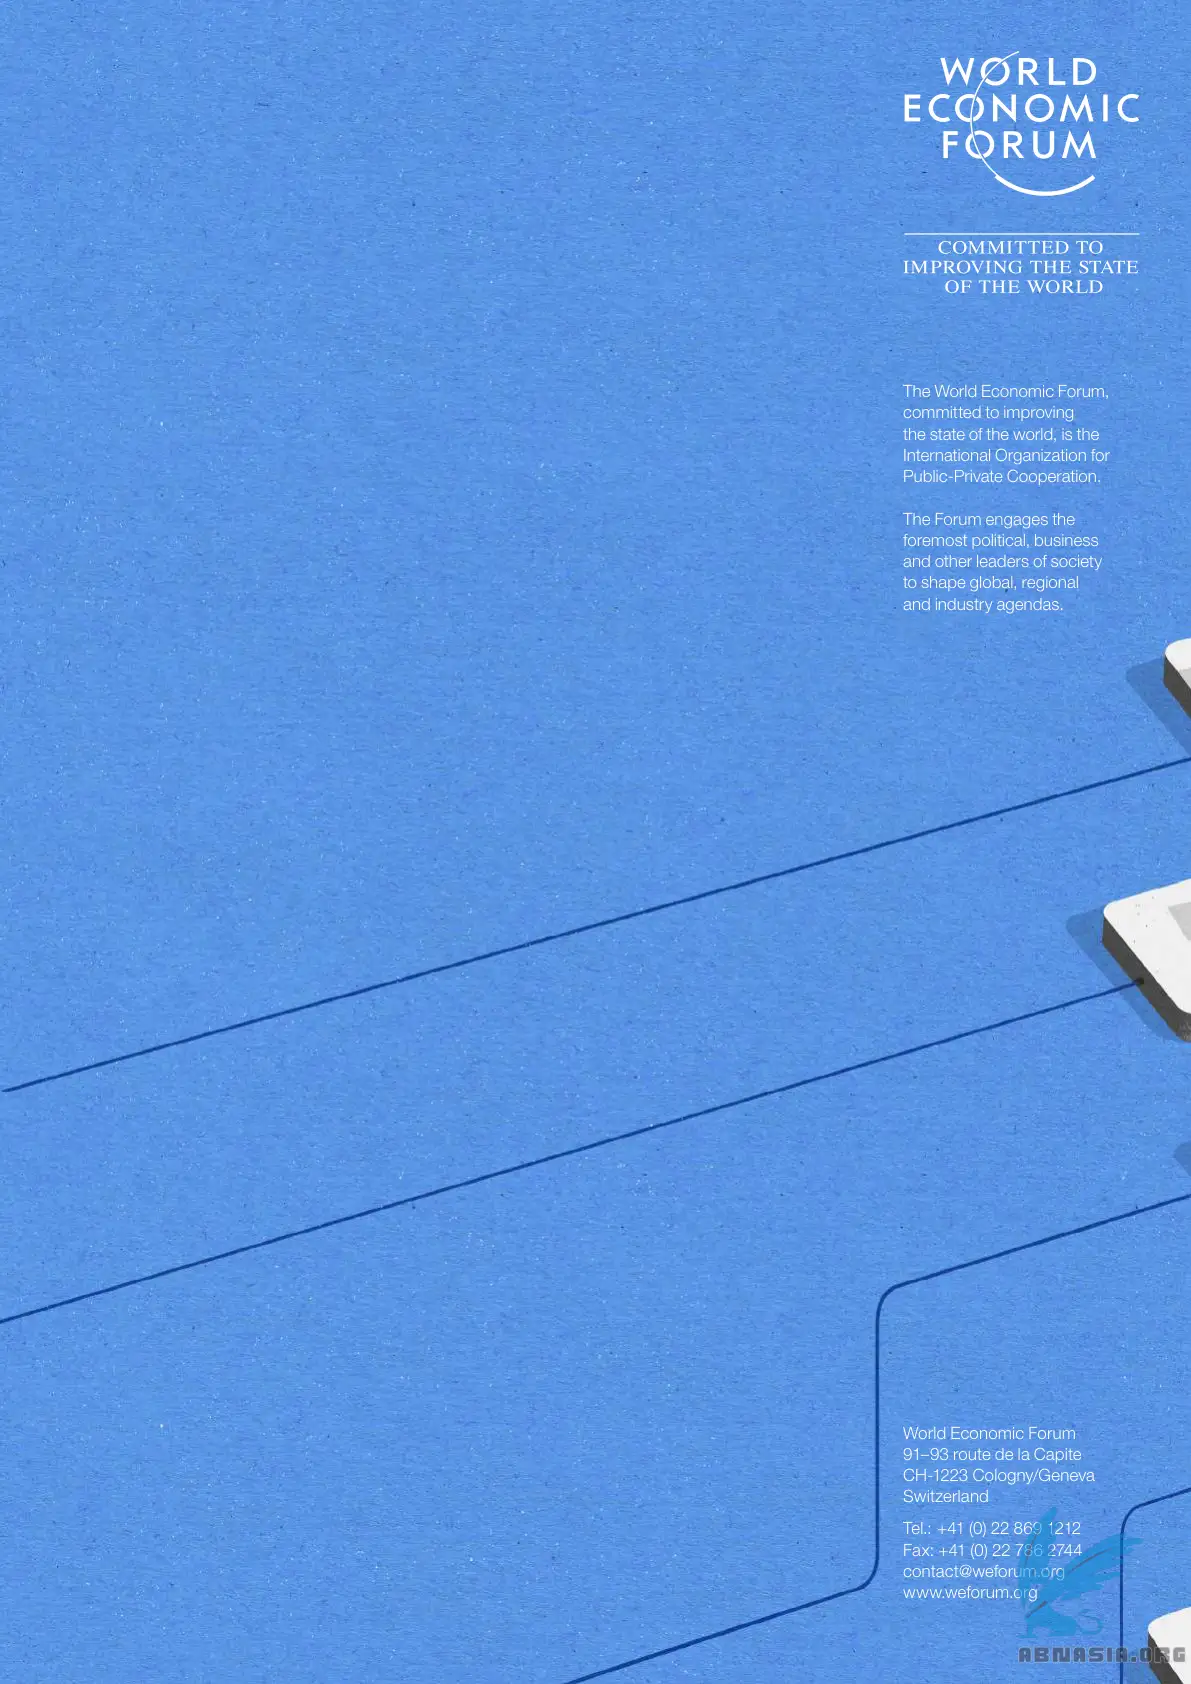 WORLD
ECONOMIC
FORUM
COMMITTED TO
IMPROVING THE STATE
OF THE WORLD
The World Economic Forum,
committed to improving
the state of the world, is the
International Organization for
Public-Private Cooperation.
The Forum engages the
foremost political, business
and other leaders of society
to shape global, regional
and industry agendas.
World Economic Forum
91–93 route de la Capite
CH-1223 Cologny/Geneva
Switzerland
Tel.: +41 (0) 22 869 1212
Fax: +41 (0) 22 786 2744
contact@weforum.org
www.weforum.org
ABNASIA.ORG